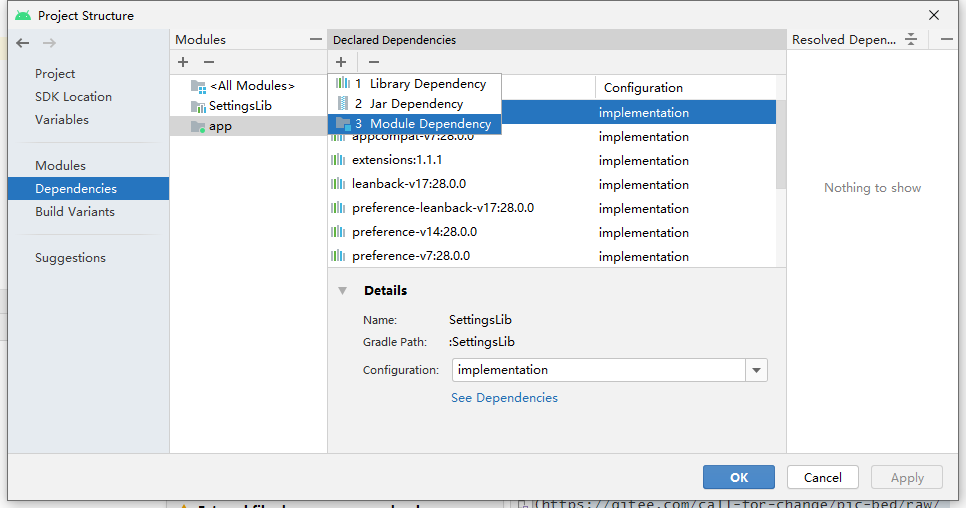 Project Structure
Project
SDK Location
Variables
Modules
Dependencies
Build Variants
Suggestions
Modules
<All Modules>
SettingsLib
app
Declared Dependencies
1 Library Dependency
2 Jar Dependency
3 Module Dependency
Configuration
implementation
appcompat-v7:28.0.0 implementation
extensions:1.1.1 implementation
leanback-v17:28.0.0 implementation
preference-leanback-v17:28.0.0 implementation
preference-v14:28.0.0 implementation
preference-v7:28.0.0 implementation
Details
Name: SettingsLib
Gradle Path: :SettingsLib
Configuration: implementation
See Dependencies
Resolved Depen...
Nothing to show
OK Cancel Apply
(https://gitee.com/call-for-change/pic-bed/raw/